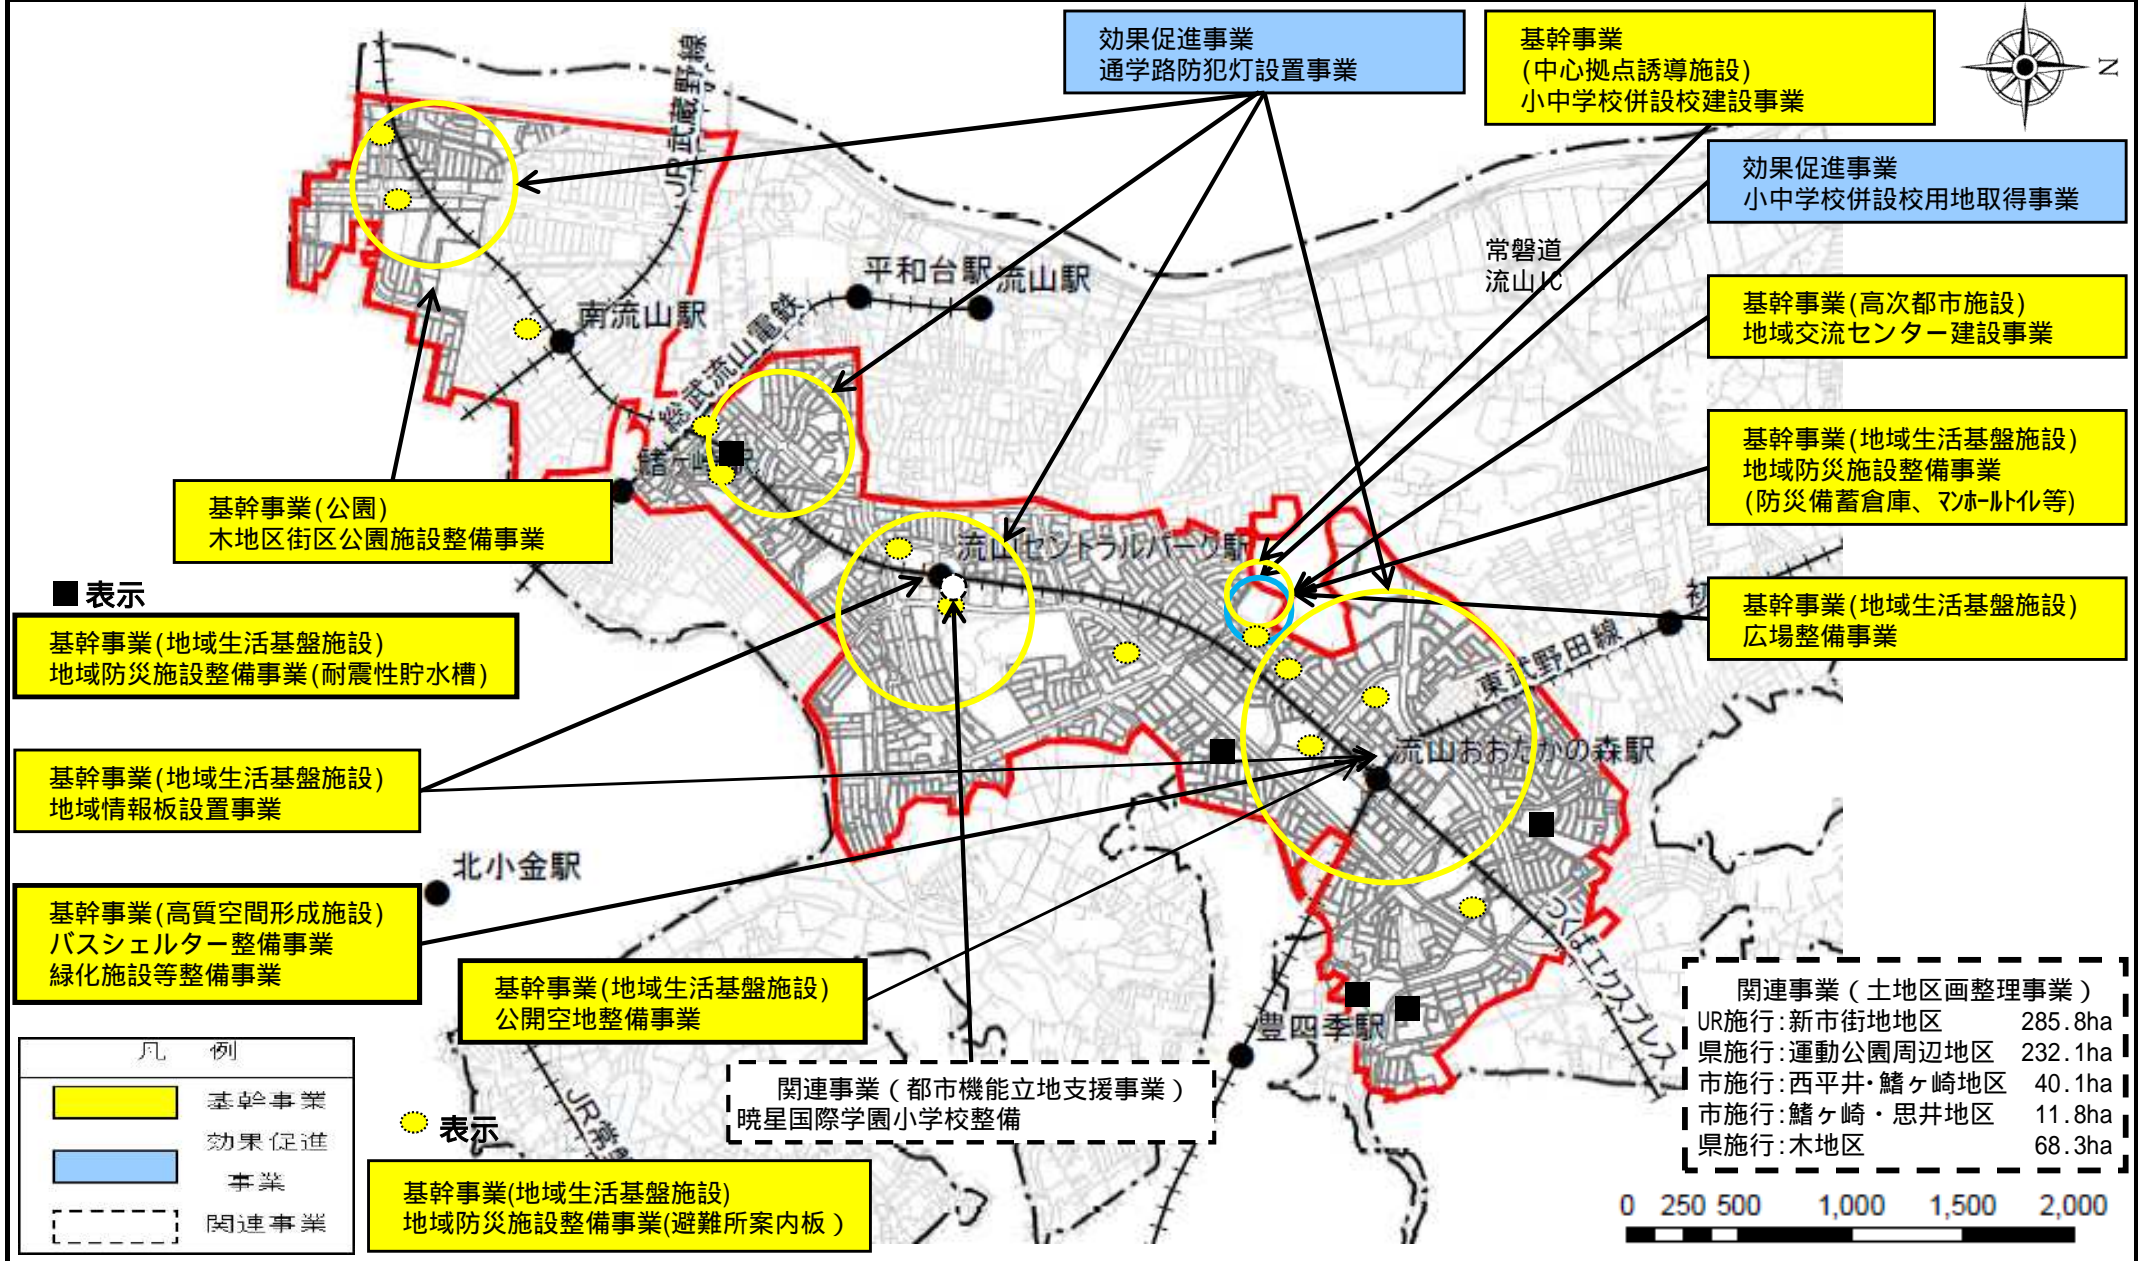 効果促進事業
通学路防犯灯設置事業
基幹事業
(中心拠点誘導施設)
小中学校併設校建設事業
N
効果促進事業
小中学校併設校用地取得事業
JR武蔵野線
常磐道
流山IC
平和台駅
流山駅
基幹事業(高次都市施設)
地域交流センター建設事業
南流山駅
総武流山電鉄
基幹事業(地域生活基盤施設)
地域防災施設整備事業
(防災備蓄倉庫、マンホールトイレ等)
基幹事業(公園)
木地区街区公園施設整備事業
流山セントラルパーク駅
■表示
基幹事業(地域生活基盤施設)
地域防災施設整備事業(耐震性貯水槽)
基幹事業(地域生活基盤施設)
広場整備事業
初
東武野田線
流山おおたかの森駅
基幹事業(地域生活基盤施設)
地域情報板設置事業
北小金駅
基幹事業(高質空間形成施設)
バスシェルター整備事業
緑化施設等整備事業
つくばエクスプレス
基幹事業(地域生活基盤施設)
公開空地整備事業
豊四季駅
関連事業（土地区画整理事業）
UR施行:新市街地地区 285.8ha
県施行:運動公園周辺地区 232.1ha
市施行:西平井・鰭ヶ崎地区 40.1ha
市施行:鰭ヶ崎・思井地区 11.8ha
県施行:木地区 68.3ha
凡例
基幹事業
効果促進
事業
関連事業
関連事業（都市機能立地支援事業）
暁星国際学園小学校整備
JR常
表示
基幹事業(地域生活基盤施設)
地域防災施設整備事業(避難所案内板）
0 250 500 1,000 1,500 2,000